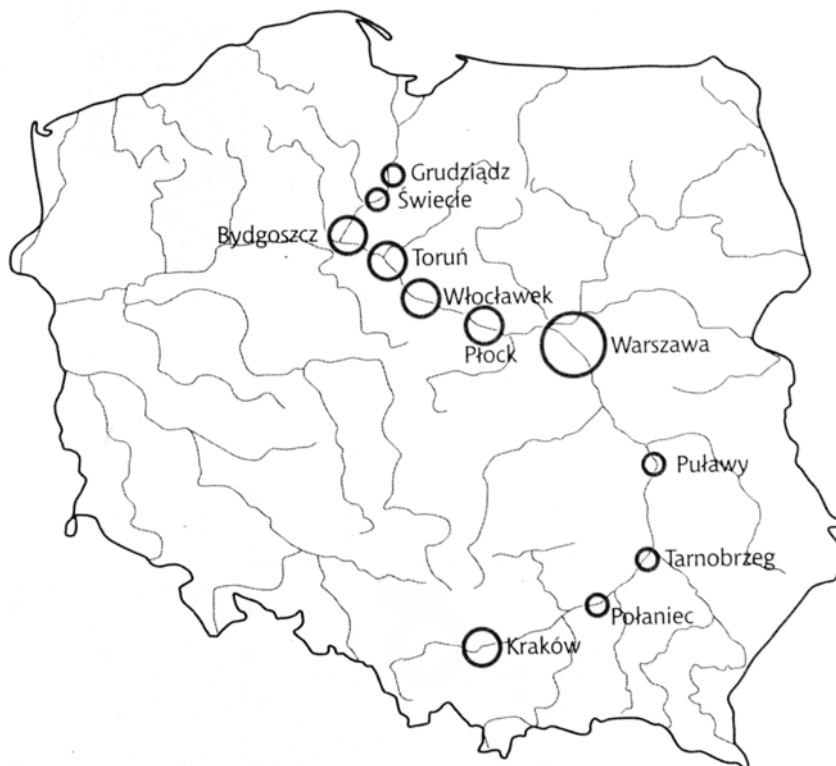 Grudziądz
Świecie
Bydgoszcz
Toruń
Włocławek
Płock
Warszawa
Puławy
Tarnobrzeg
Połaniec
Kraków